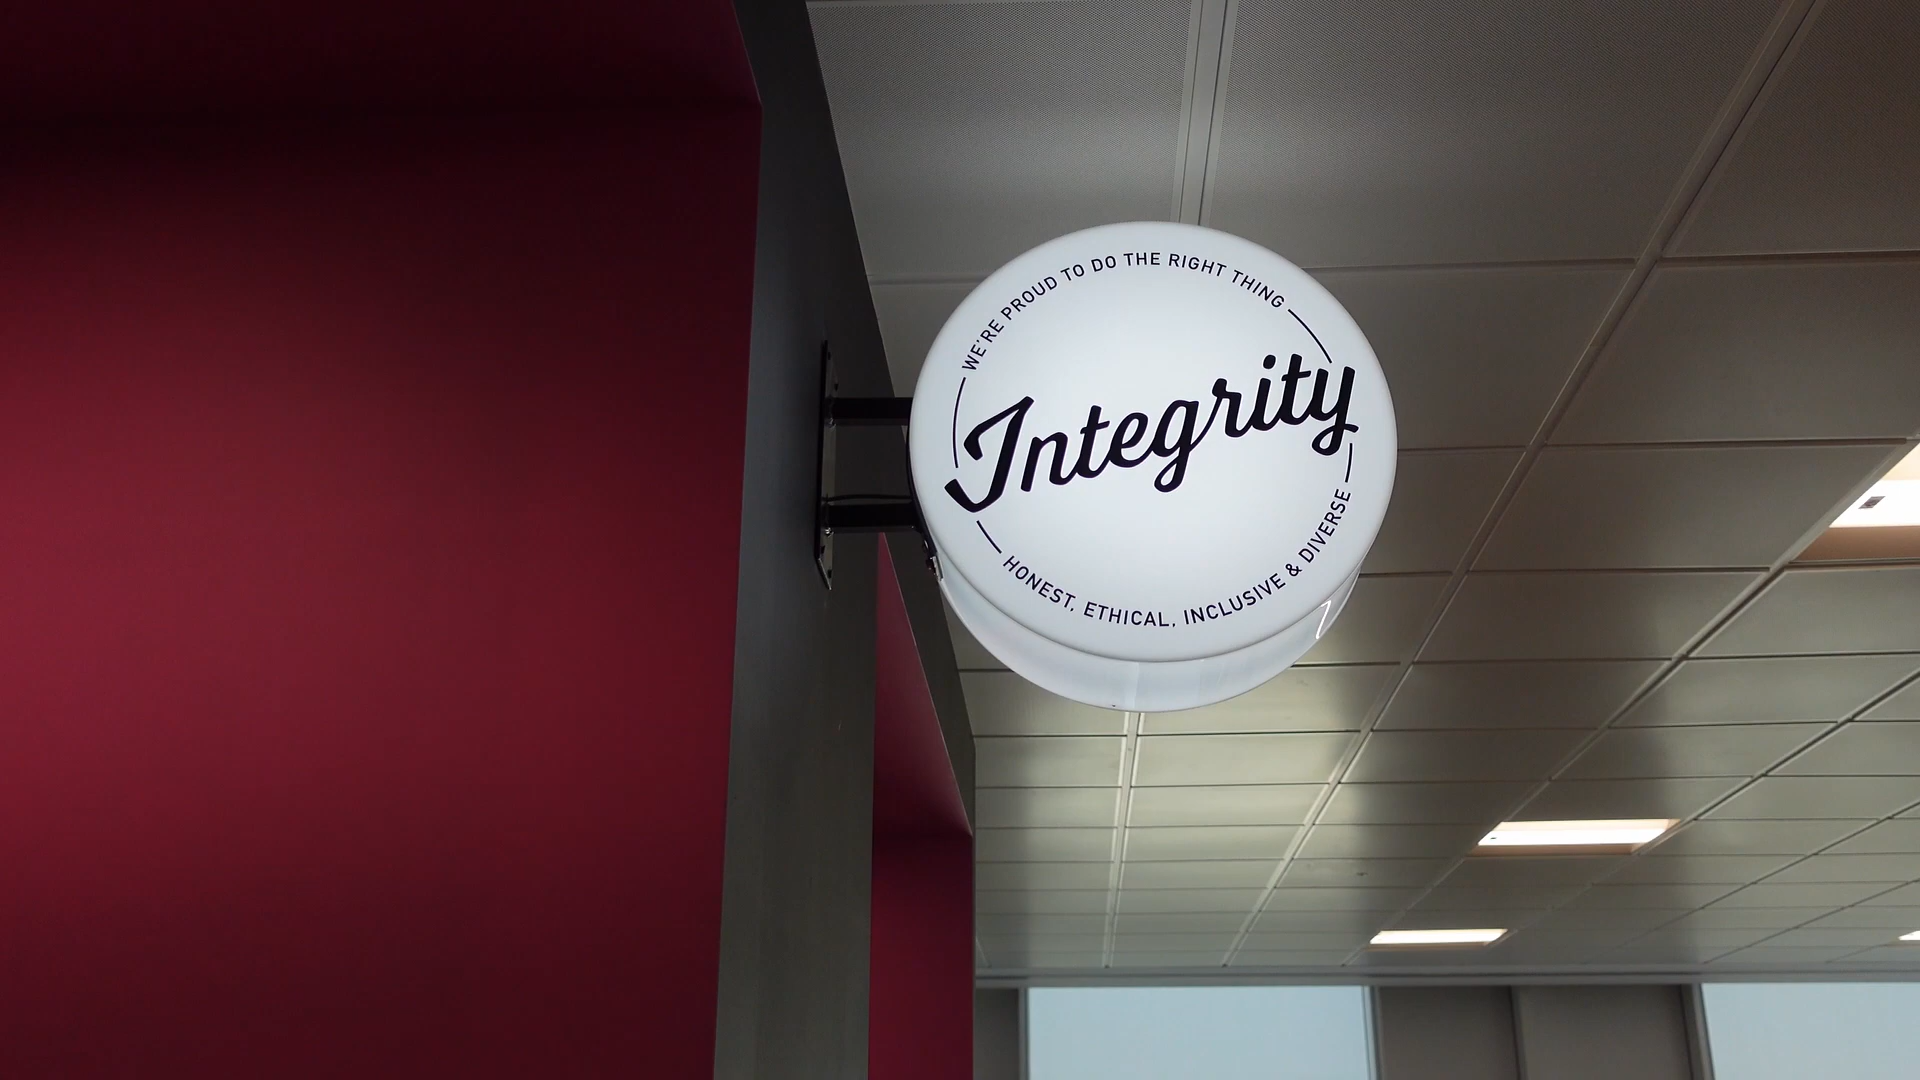 WE'RE PROUD TO DO THE RIGHT THING
Integrity
HONEST, ETHICAL, INCLUSIVE & DIVERSE